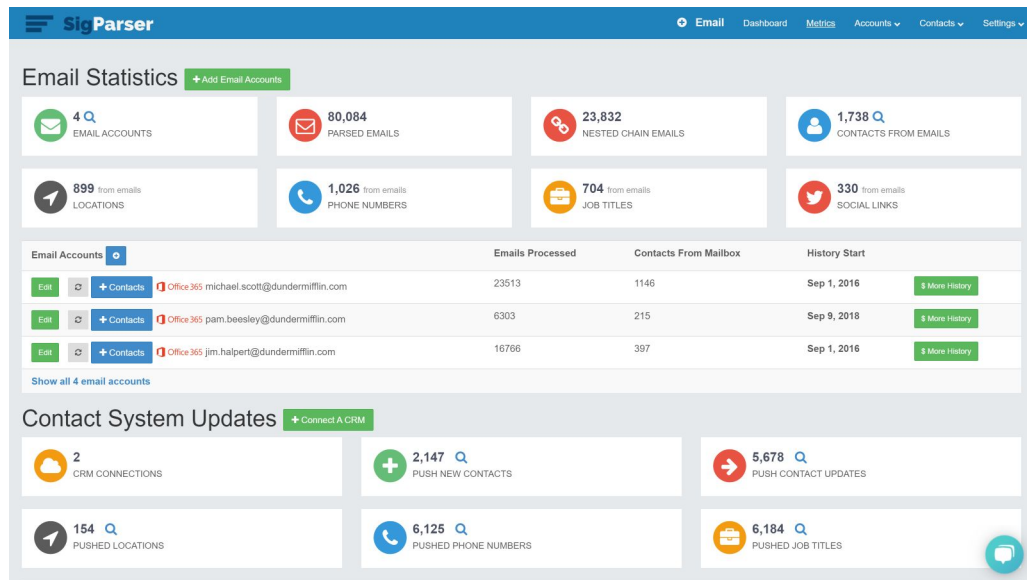 SigParser
Email Dashboard Metrics Accounts Contacts Settings
Email Statistics + Add Email Accounts
4
EMAIL ACCOUNTS
80,084
PARSED EMAILS
23,832
NESTED CHAIN EMAILS
1,738
CONTACTS FROM EMAILS
899 from emails
LOCATIONS
1,026 from emails
PHONE NUMBERS
704 from emails
JOB TITLES
330 from emails
SOCIAL LINKS
Email Accounts Emails Processed Contacts From Mailbox History Start
Edit + Contacts Office 365 michael.scott@dundermifflin.com 23513 1146 Sep 1, 2016 $ More History
Edit + Contacts Office 365 pam.beesley@dundermifflin.com 6303 215 Sep 9, 2018 $ More History
Edit + Contacts Office 365 jim.halpert@dundermifflin.com 16766 397 Sep 1, 2016 $ More History
Show all 4 email accounts
Contact System Updates + Connect A CRM
2
CRM CONNECTIONS
2,147
PUSH NEW CONTACTS
5,678
PUSH CONTACT UPDATES
154
PUSHED LOCATIONS
6,125
PUSHED PHONE NUMBERS
6,184
PUSHED JOB TITLES